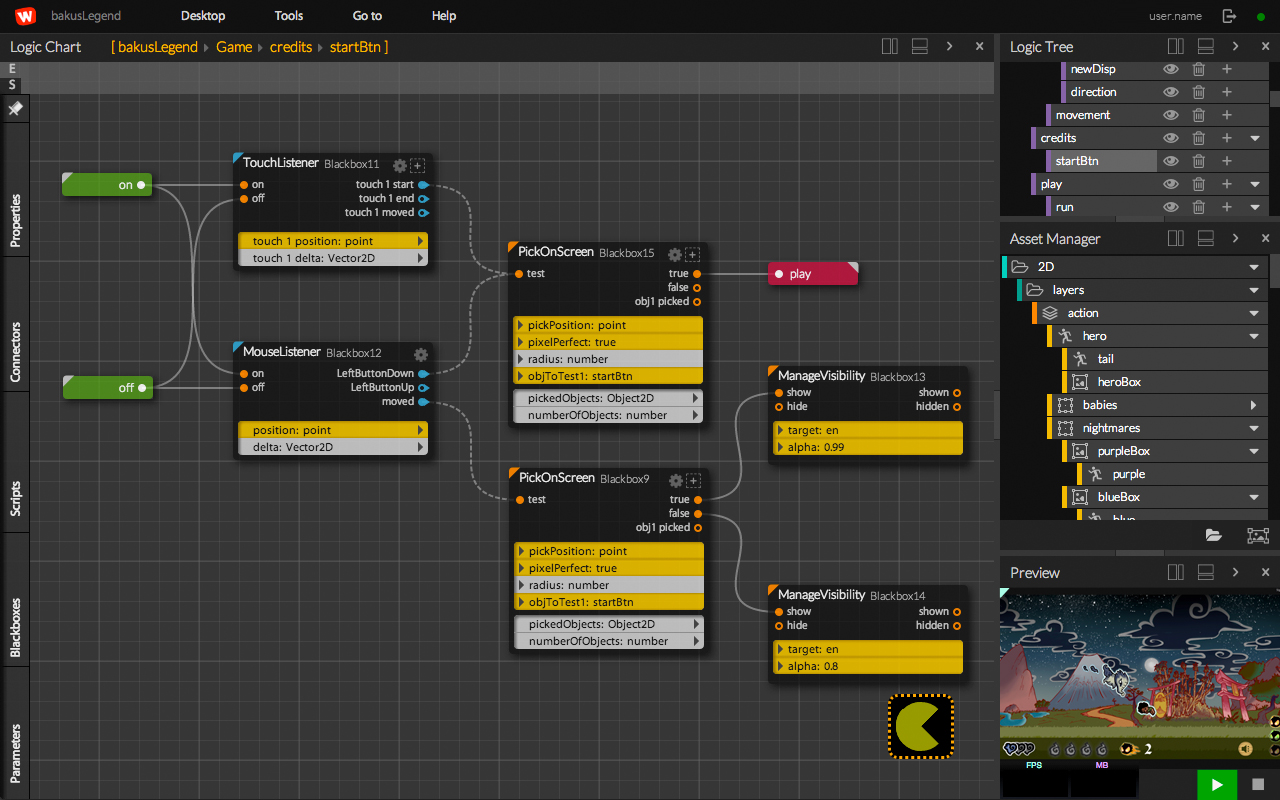 W bakusLegend Desktop Tools Go to Help user.name
Logic Chart [ bakusLegend Game credits startBtn ]
E
S
Properties
Connectors
Scripts
Blackboxes
Parameters
on
off
TouchListener Blackbox11
on touch 1 start
off touch 1 end
touch 1 moved
touch 1 position: point
touch 1 delta: Vector2D
MouseListener Blackbox12
on LeftButtonDown
off LeftButtonUp
moved
position: point
delta: Vector2D
PickOnScreen Blackbox15
test true
false
obj1 picked
pickPosition: point
pixelPerfect: true
radius: number
objToTest1: startBtn
pickedObjects: Object2D
numberOfObjects: number
play
PickOnScreen Blackbox9
test true
false
obj1 picked
pickPosition: point
pixelPerfect: true
radius: number
objToTest1: startBtn
pickedObjects: Object2D
numberOfObjects: number
ManageVisibility Blackbox13
show shown
hide hidden
target: en
alpha: 0.99
ManageVisibility Blackbox14
show shown
hide hidden
target: en
alpha: 0.8
Logic Tree
newDisp
direction
movement
credits
startBtn
play
run
Asset Manager
2D
layers
action
hero
tail
heroBox
babies
nightmares
purpleBox
purple
blueBox
blue
Preview
2
FPS MB